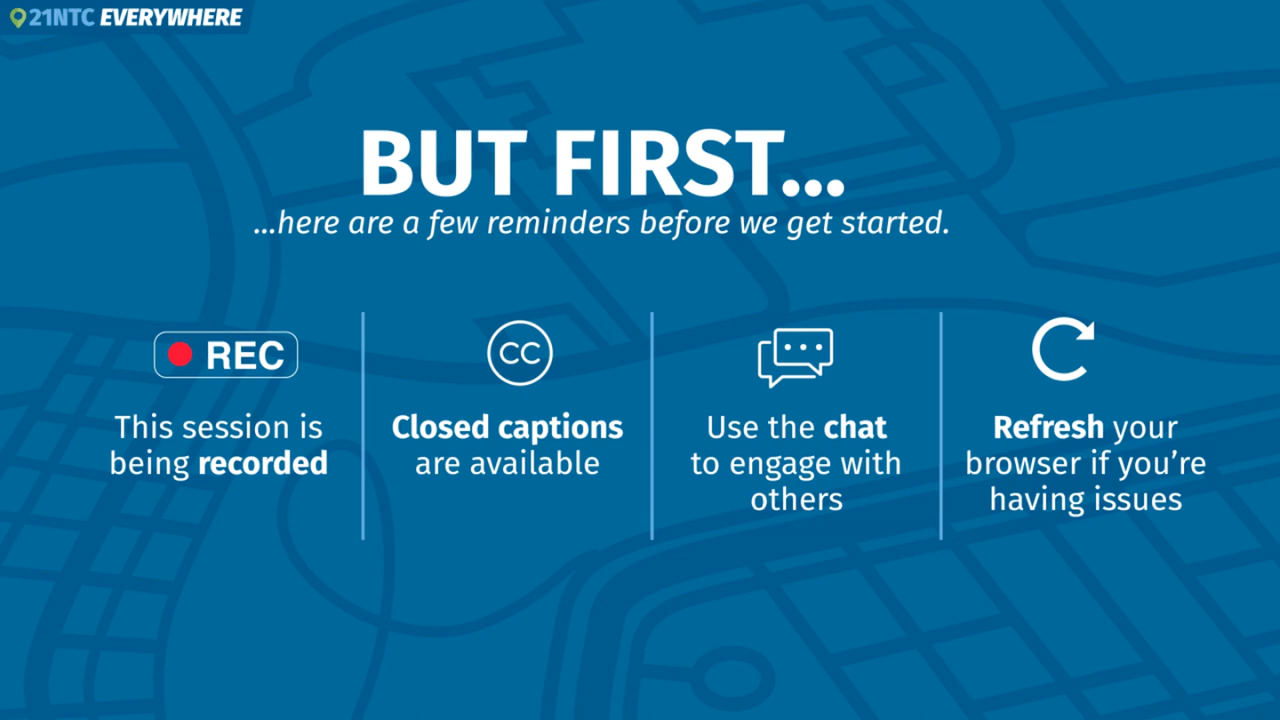 21NTC EVERYWHERE
BUT FIRST...
...here are a few reminders before we get started.
REC
This session is
being recorded
CC
Closed captions
are available
Use the chat
to engage with
others
Refresh your
browser if you're
having issues